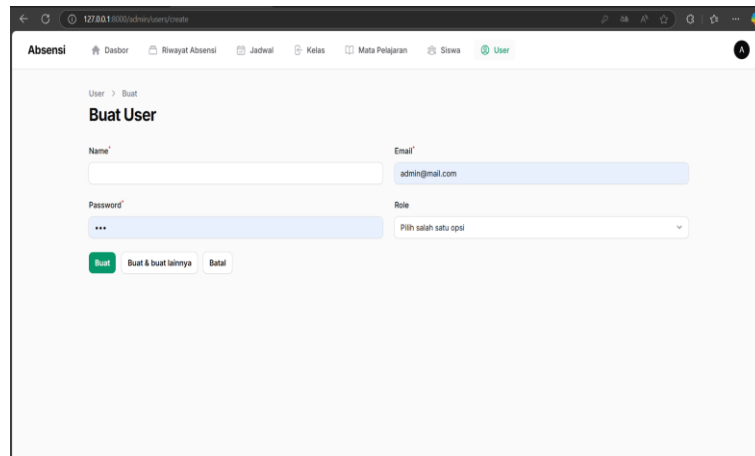 127.0.0.1:8000/admin/users/create
Absensi Dasbor Riwayat Absensi Jadwal Kelas Mata Pelajaran Siswa User A
User > Buat
Buat User
Name* Email*
admin@mail.com
Password* Role
••• Pilih salah satu opsi
Buat Buat & buat lainnya Batal